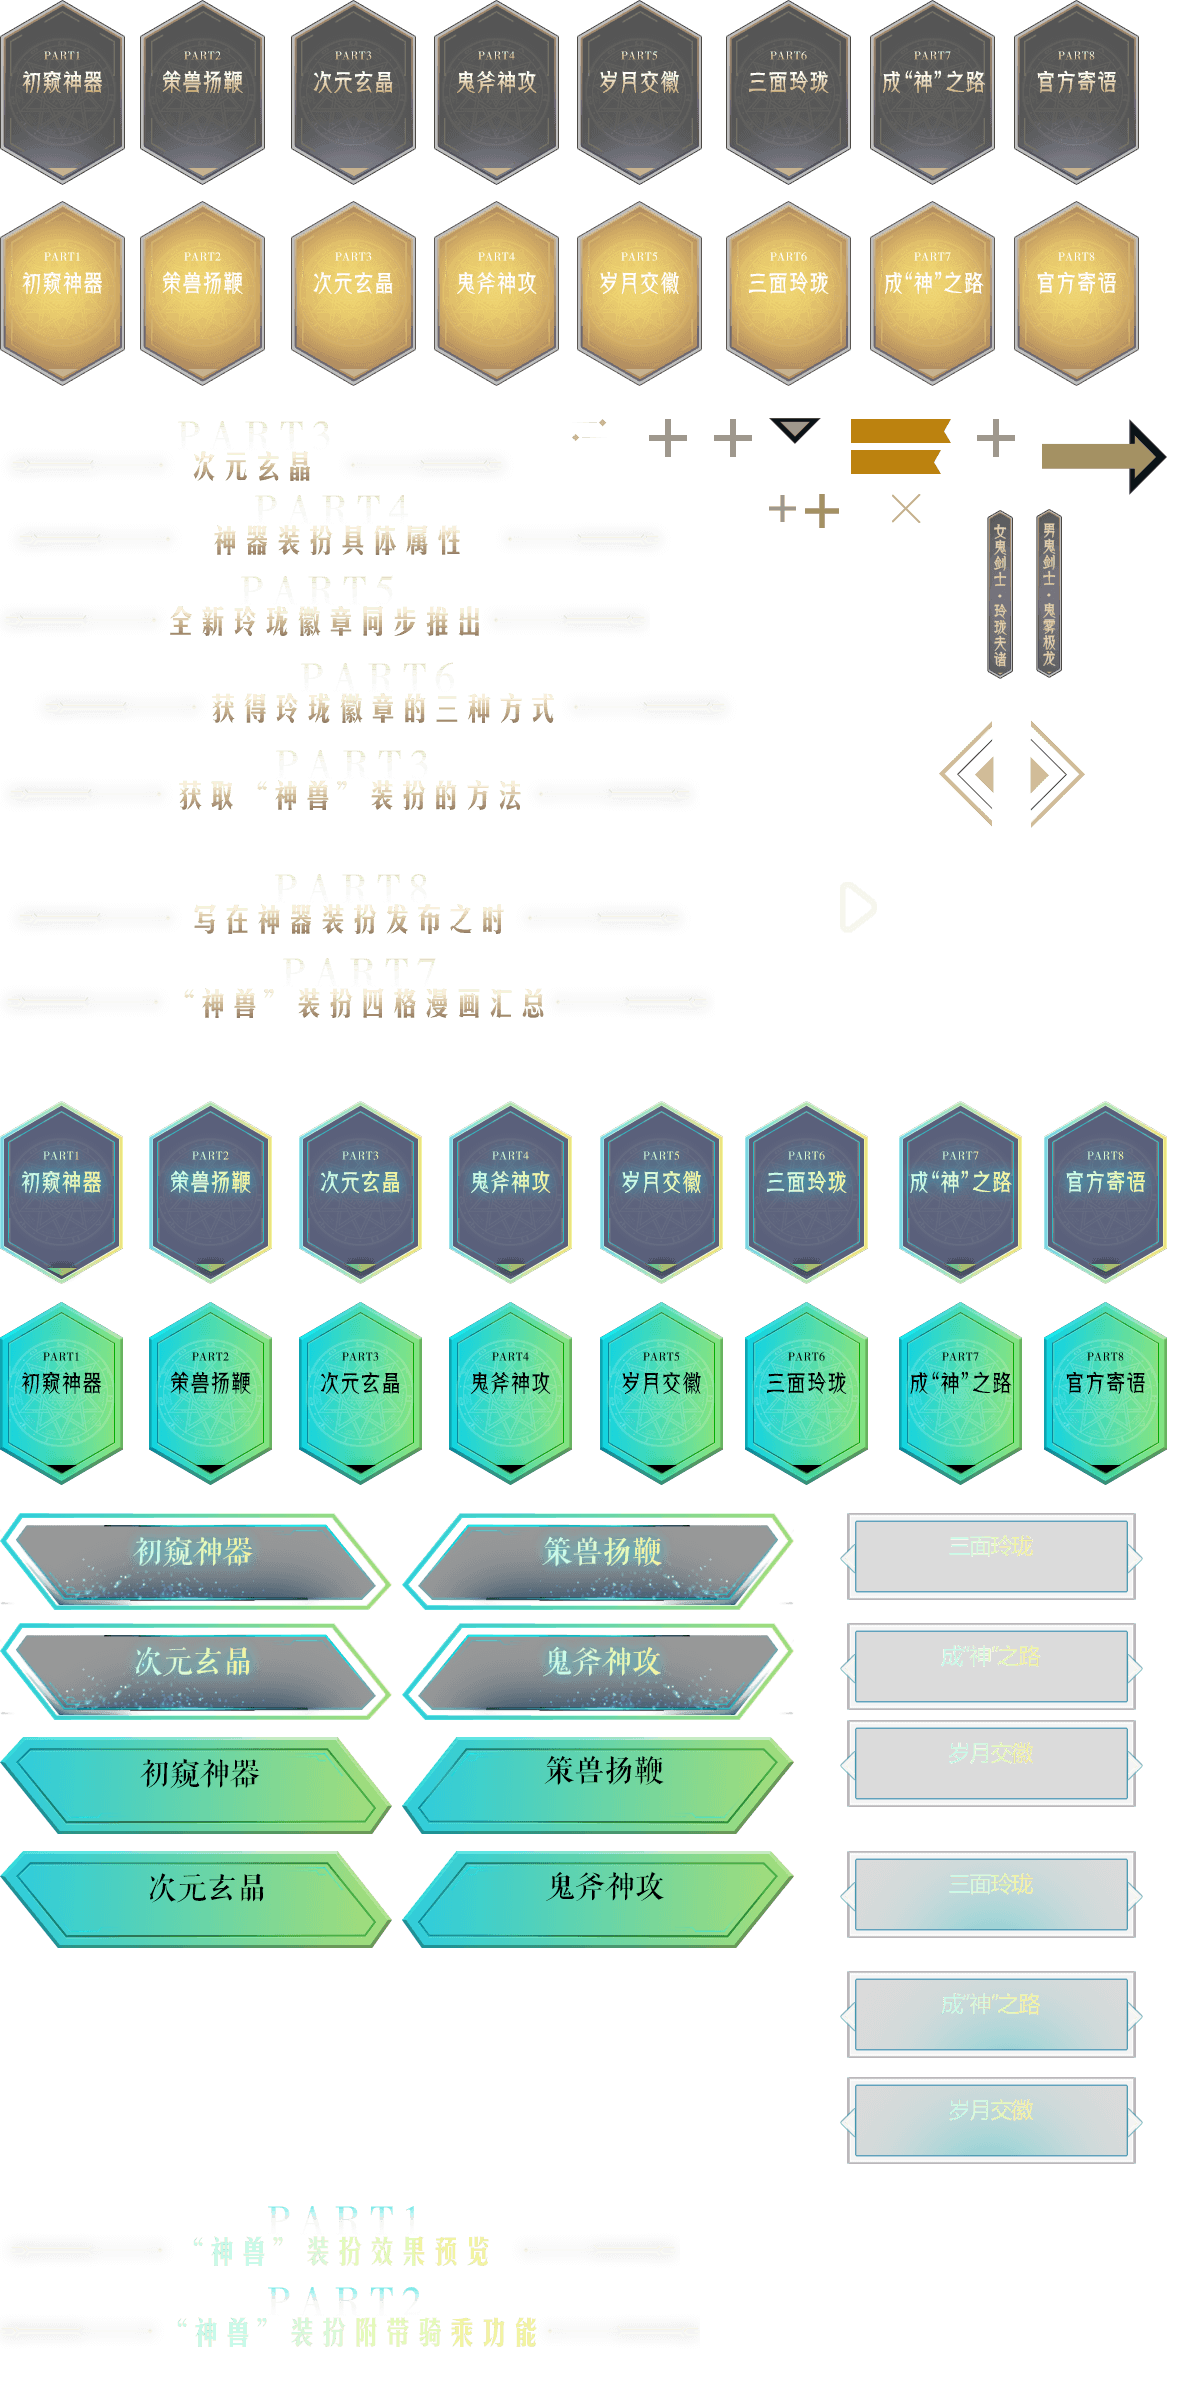 PART1
初窥神器
PART2
策兽扬鞭
PART3
次元玄晶
PART4
鬼斧神攻
PART5
岁月交徽
PART6
三面玲珑
PART7
成“神”之路
PART8
官方寄语
PART1
初窥神器
PART2
策兽扬鞭
PART3
次元玄晶
PART4
鬼斧神攻
PART5
岁月交徽
PART6
三面玲珑
PART7
成“神”之路
PART8
官方寄语
PART3
次元玄晶
PART4
神器装扮具体属性
PART5
全新玲珑徽章同步推出
PART6
获得玲珑徽章的三种方式
PART3
获取“神兽”装扮的方法
PART8
写在神器装扮发布之时
PART7
“神兽”装扮四格漫画汇总
女鬼剑士·玲珑夫诸
男鬼剑士·鬼雾极龙
PART1
初窥神器
PART2
策兽扬鞭
PART3
次元玄晶
PART4
鬼斧神攻
PART5
岁月交徽
PART6
三面玲珑
PART7
成“神”之路
PART8
官方寄语
PART1
初窥神器
PART2
策兽扬鞭
PART3
次元玄晶
PART4
鬼斧神攻
PART5
岁月交徽
PART6
三面玲珑
PART7
成“神”之路
PART8
官方寄语
初窥神器
策兽扬鞭
三面玲珑
次元玄晶
鬼斧神攻
成“神”之路
岁月交徽
初窥神器
策兽扬鞭
次元玄晶
鬼斧神攻
三面玲珑
成“神”之路
岁月交徽
PART1
“神兽”装扮效果预览
PART2
“神兽”装扮附带骑乘功能